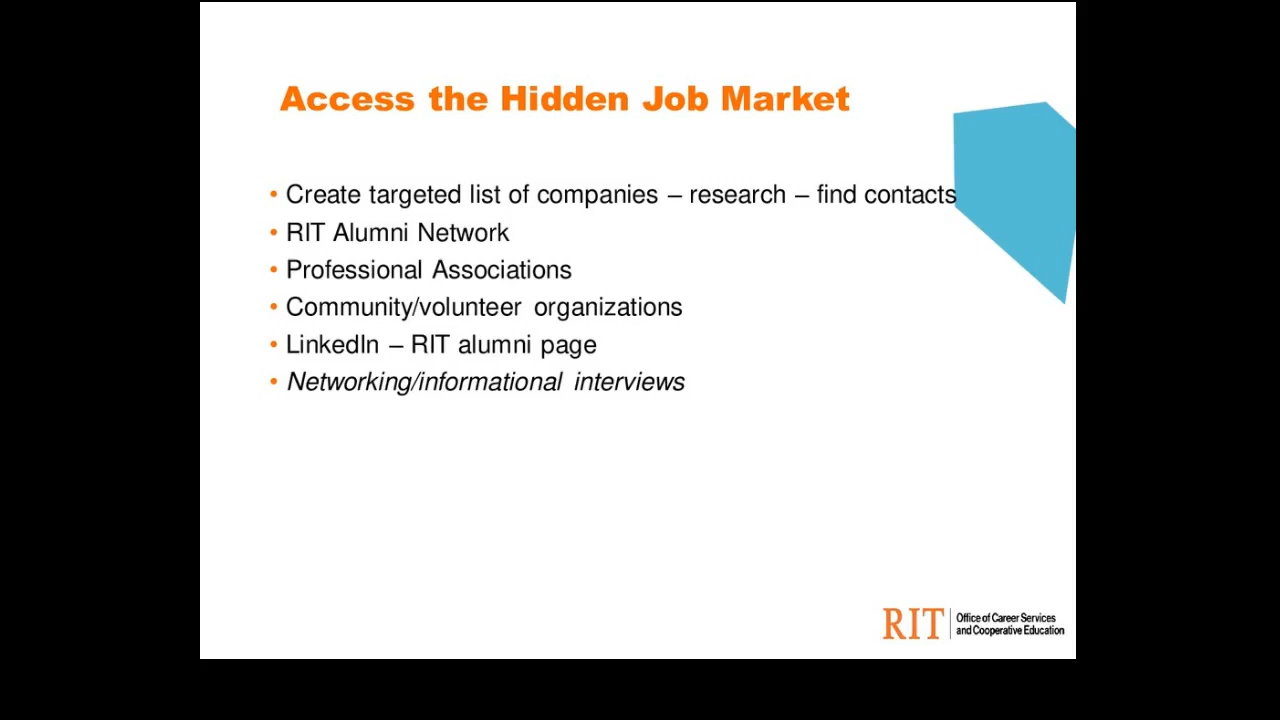 Access the Hidden Job Market
• Create targeted list of companies – research – find contacts
• RIT Alumni Network
• Professional Associations
• Community/volunteer organizations
• LinkedIn – RIT alumni page
• Networking/informational interviews
RIT
Office of Career Services
and Cooperative Education